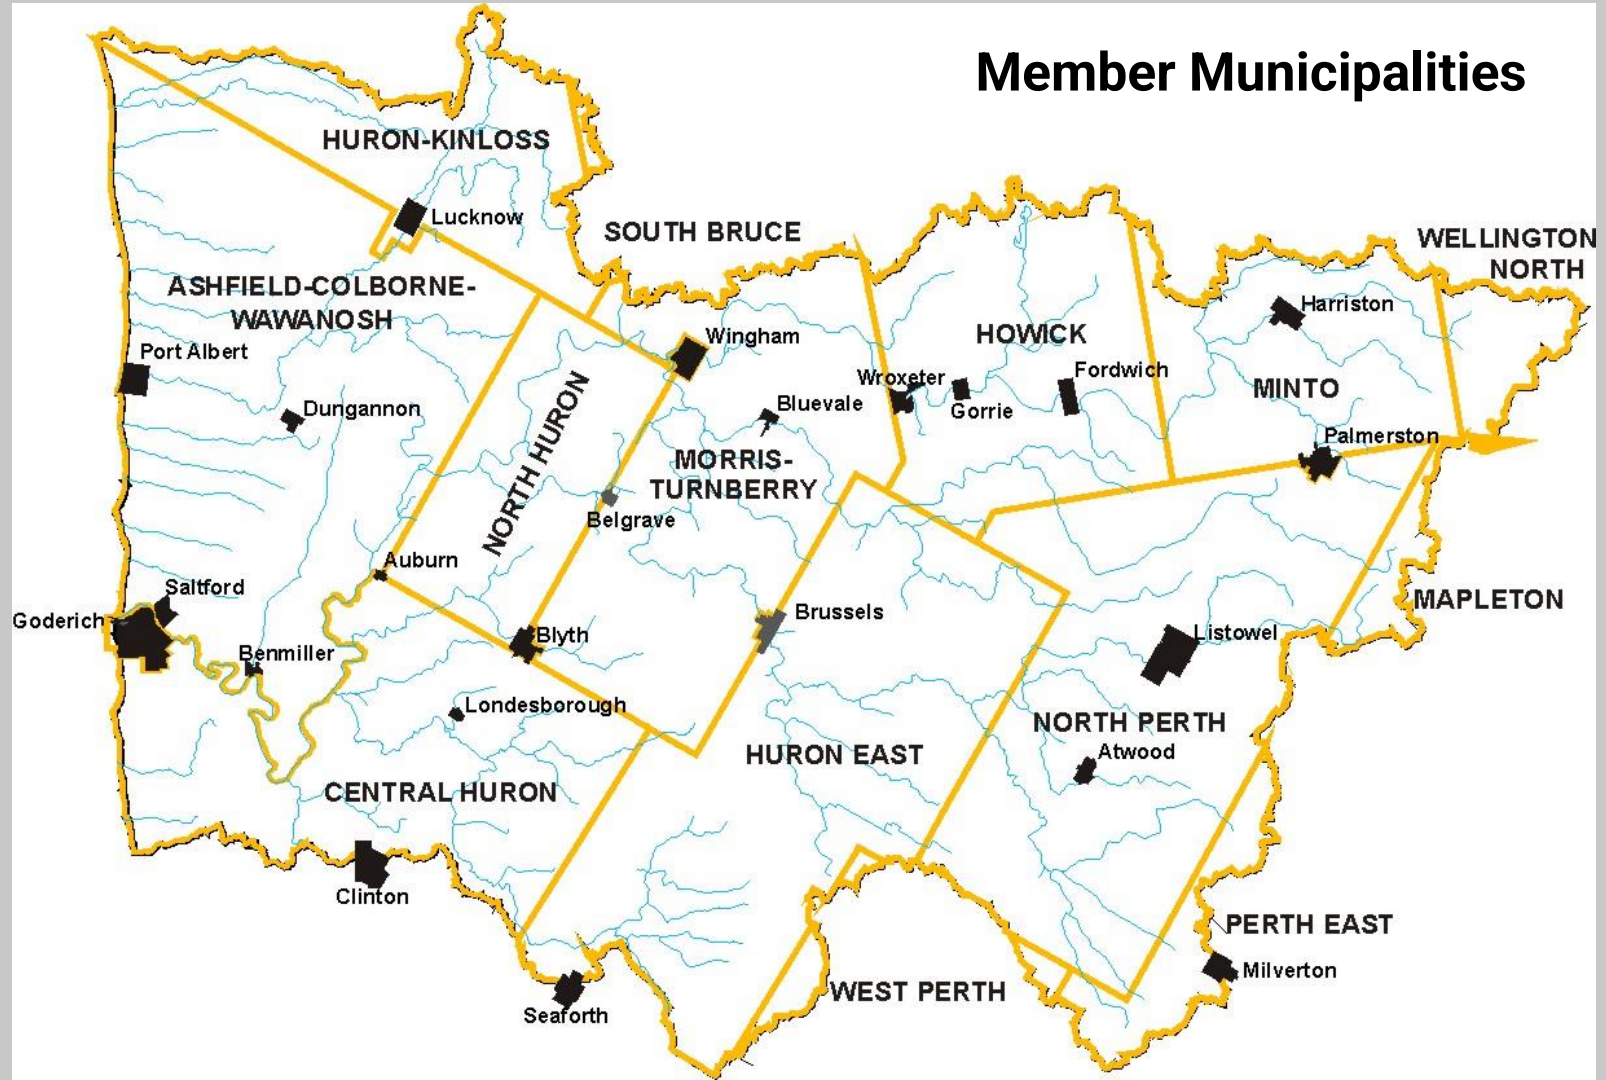 Member Municipalities
HURON-KINLOSS
Lucknow
SOUTH BRUCE
WELLINGTON
NORTH
ASHFIELD-COLBORNE-
WAWANOSH
Harriston
Port Albert
Wingham
HOWICK
Wroxeter
Fordwich
MINTO
Dungannon
Bluevale
Gorrie
NORTH HURON
Palmerston
MORRIS-
TURNBERRY
Belgrave
Auburn
Saltford
MAPLETON
Goderich
Brussels
Blyth
Listowel
Benmiller
Londesborough
NORTH PERTH
HURON EAST
Atwood
CENTRAL HURON
Clinton
PERTH EAST
Milverton
WEST PERTH
Seaforth